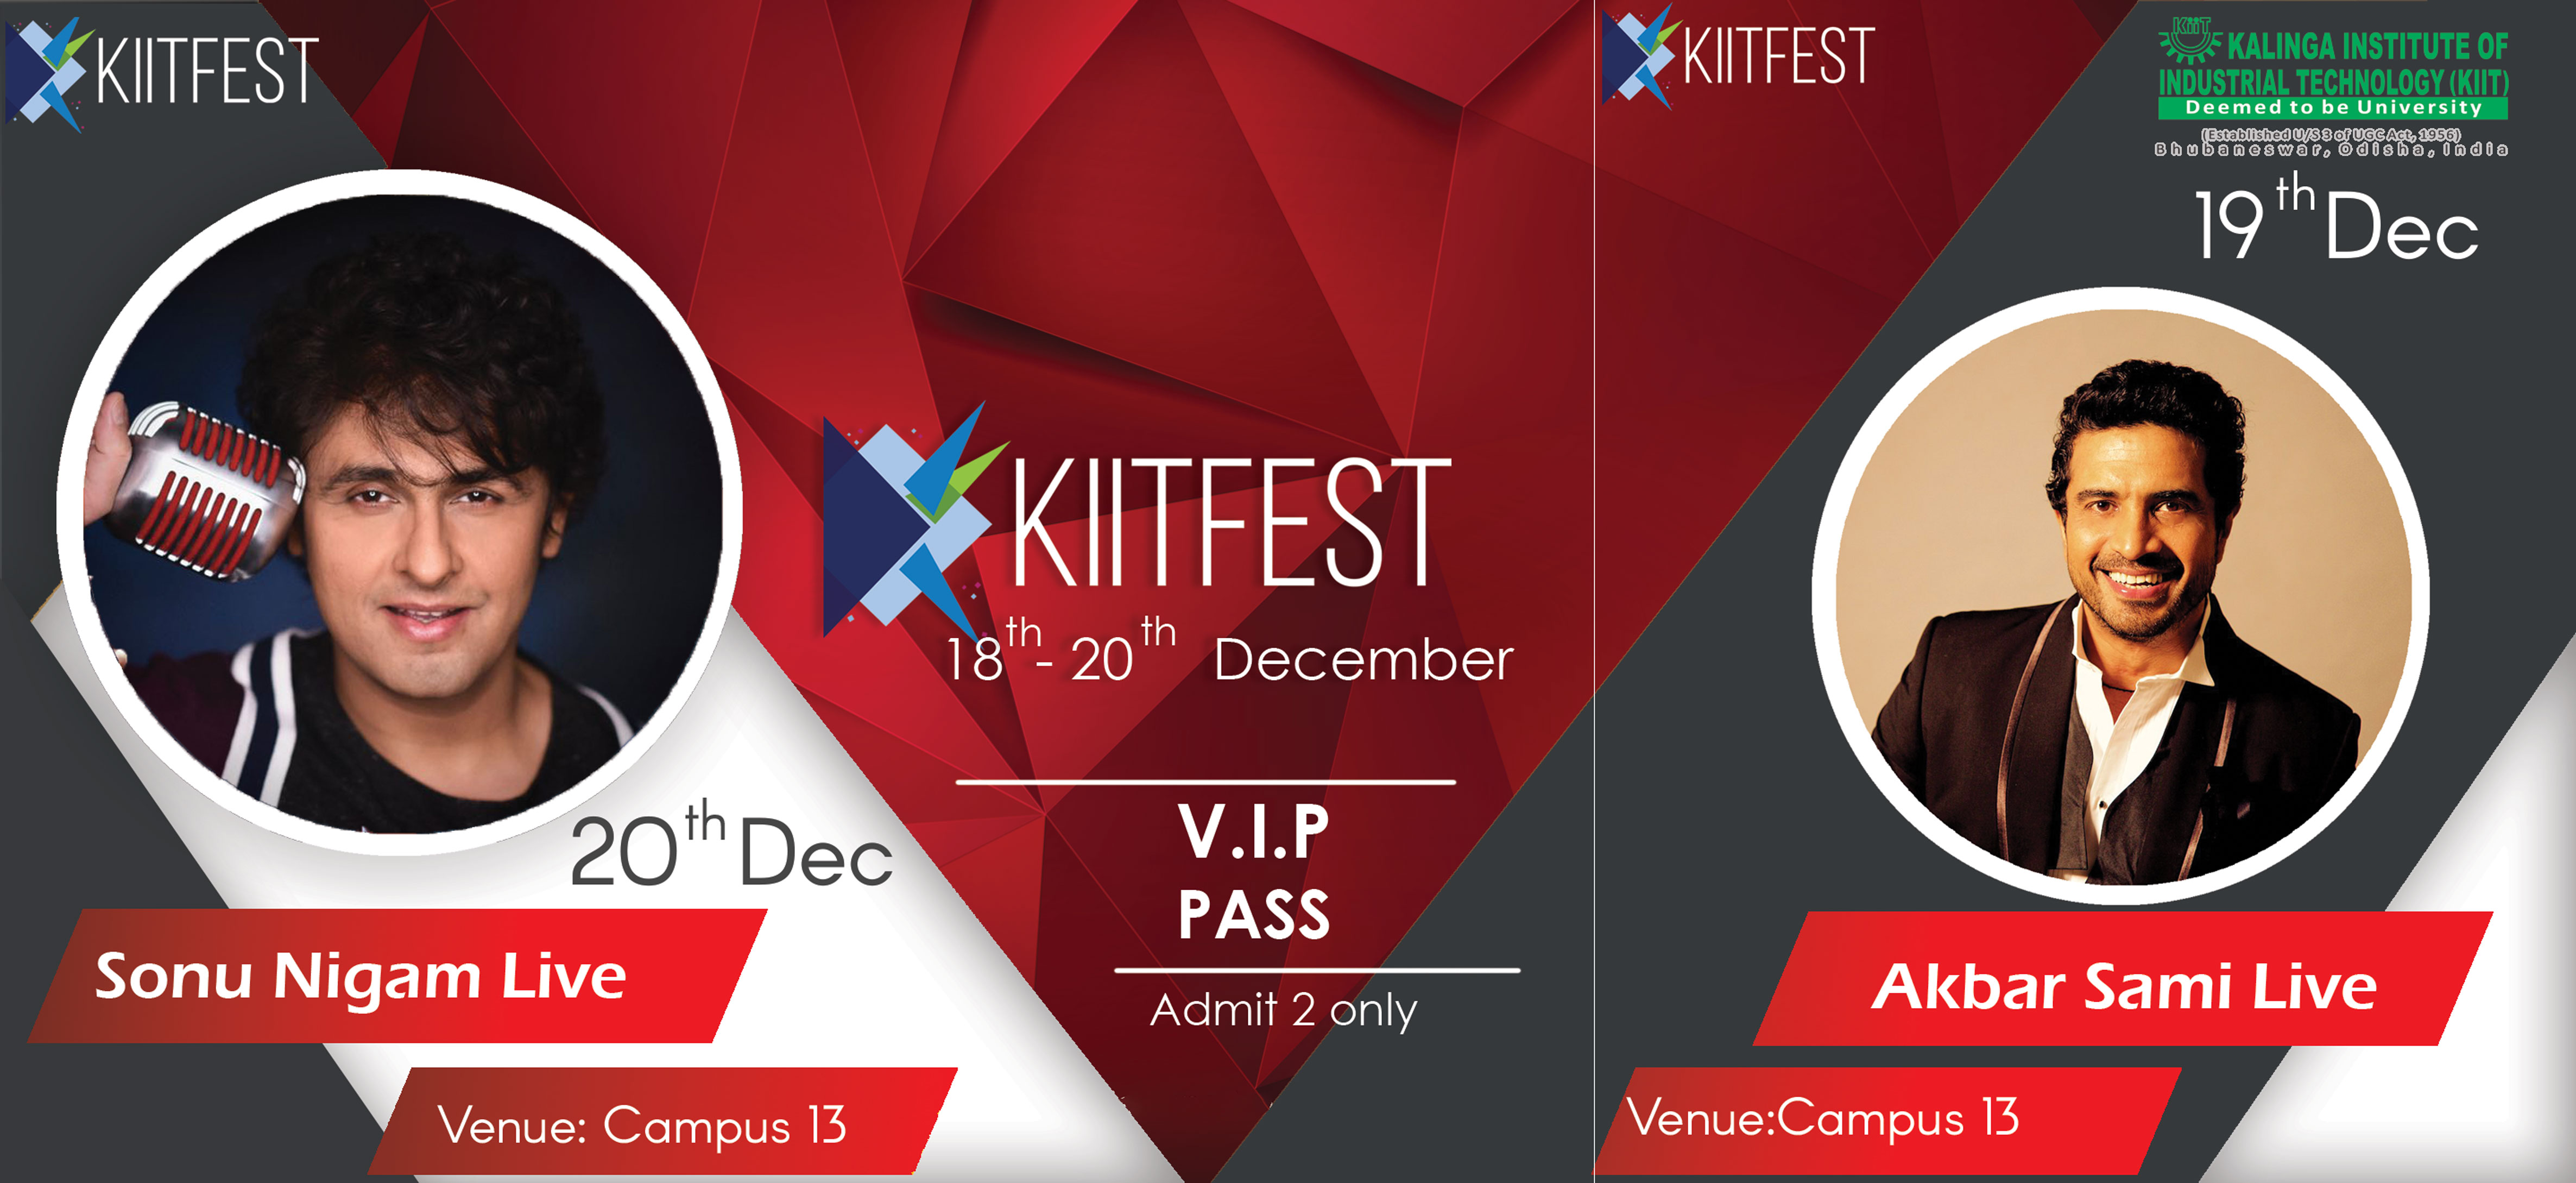 KIITFEST
20th Dec
Sonu Nigam Live
Venue: Campus 13
KIITFEST
18th - 20th December
V.I.P
PASS
Admit 2 only
KIITFEST
KiiT
KALINGA INSTITUTE OF
INDUSTRIAL TECHNOLOGY (KIIT)
Deemed to be University
(Established U/S 3 of UGC Act, 1956)
Bhubaneswar, Odisha, India
19th Dec
Akbar Sami Live
Venue:Campus 13